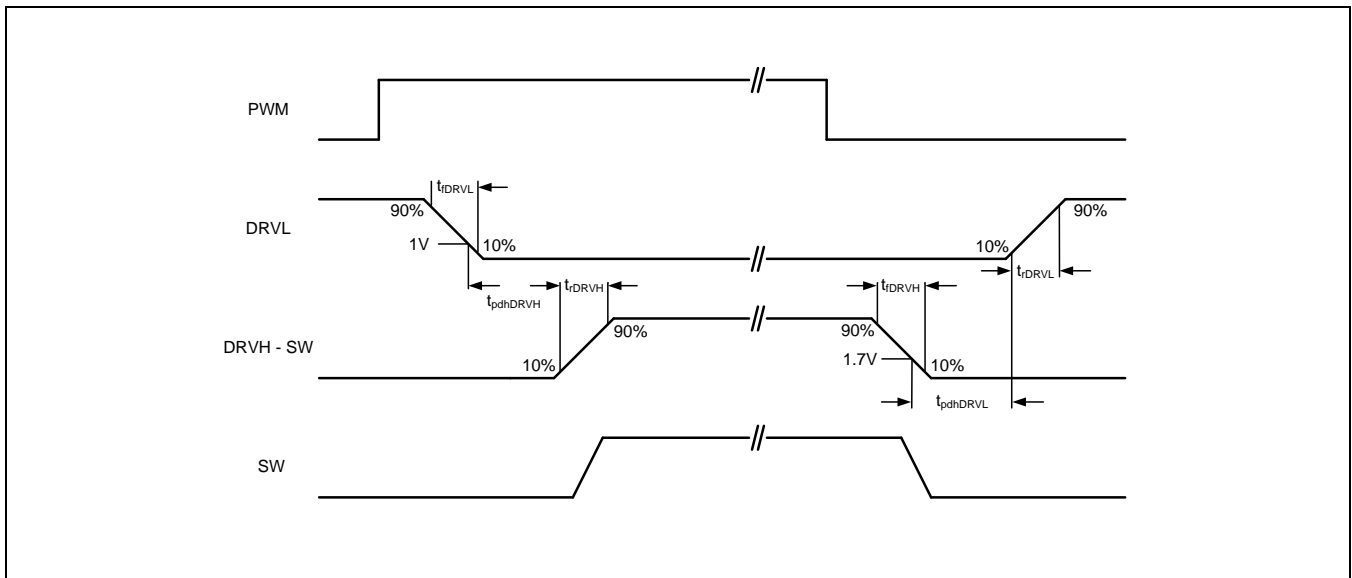 PWM
DRVL
90%
tfDRVL
1V
10%
10%
trDRVL
90%
tpdhDRVH
trDRVH
tfDRVH
DRVH - SW
10%
90%
90%
1.7V
10%
tpdhDRVL
SW